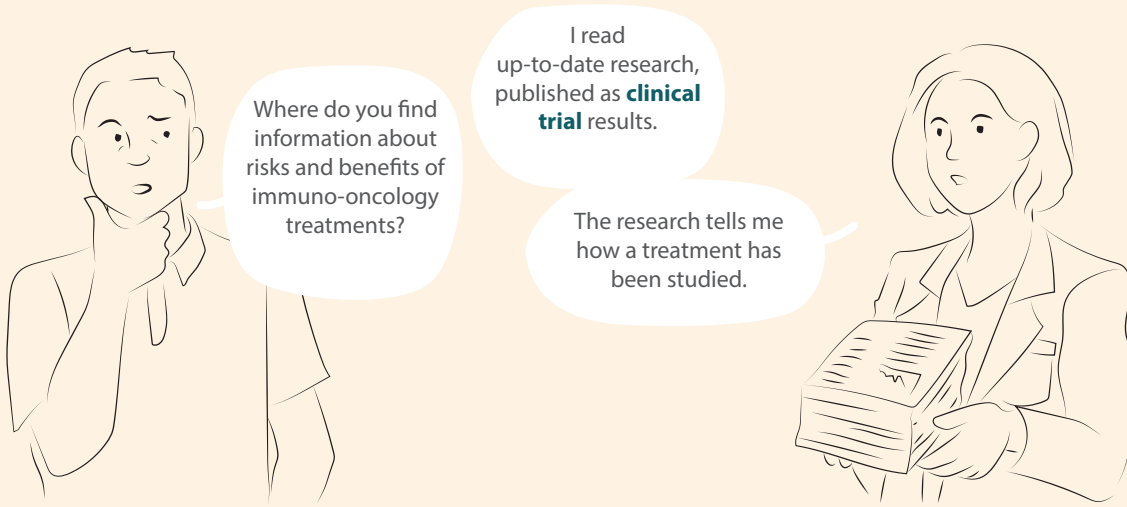 Where do you find
information about
risks and benefits of
immuno-oncology
treatments?
I read
up-to-date research,
published as clinical
trial results.
The research tells me
how a treatment has
been studied.